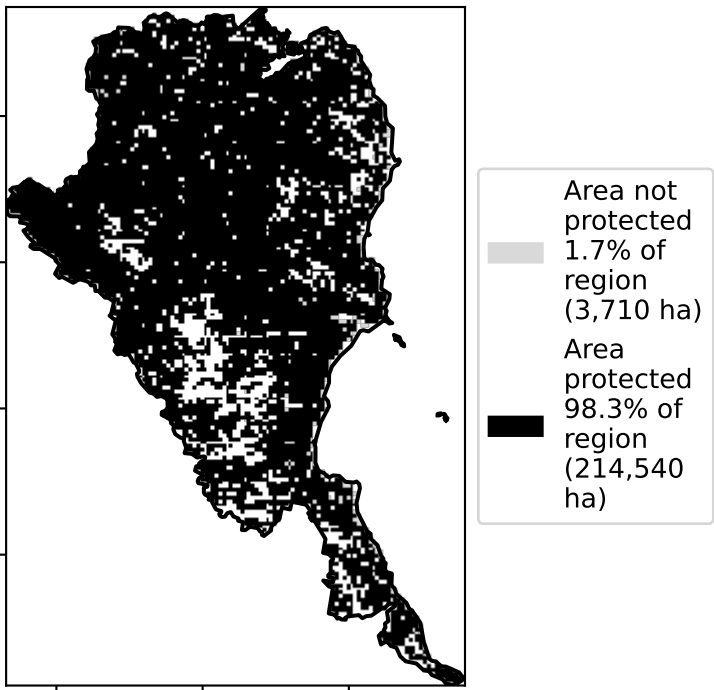 Area not
protected
1.7% of
region
(3,710 ha)
Area
protected
98.3% of
region
(214,540
ha)